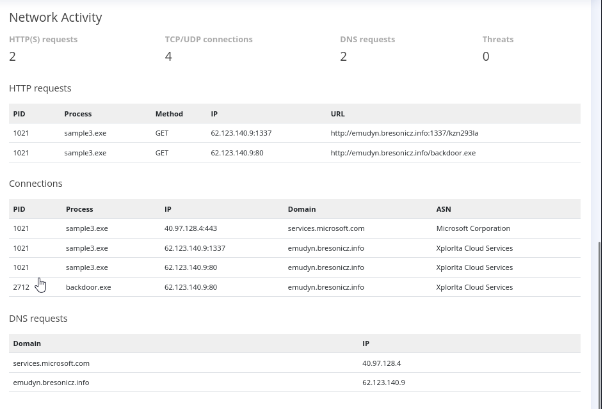 Network Activity
HTTP(S) requests TCP/UDP connections DNS requests Threats
2 4 2 0
HTTP requests
PID Process Method IP URL
1021 sample3.exe GET 62.123.140.9:1337 http://emudyn.bresonicz.info:1337/kzn293la
1021 sample3.exe GET 62.123.140.9:80 http://emudyn.bresonicz.info/backdoor.exe
Connections
PID Process IP Domain ASN
1021 sample3.exe 40.97.128.4:443 services.microsoft.com Microsoft Corporation
1021 sample3.exe 62.123.140.9:1337 emudyn.bresonicz.info Xplorlta Cloud Services
1021 sample3.exe 62.123.140.9:80 emudyn.bresonicz.info Xplorlta Cloud Services
2712 backdoor.exe 62.123.140.9:80 emudyn.bresonicz.info Xplorlta Cloud Services
DNS requests
Domain IP
services.microsoft.com 40.97.128.4
emudyn.bresonicz.info 62.123.140.9